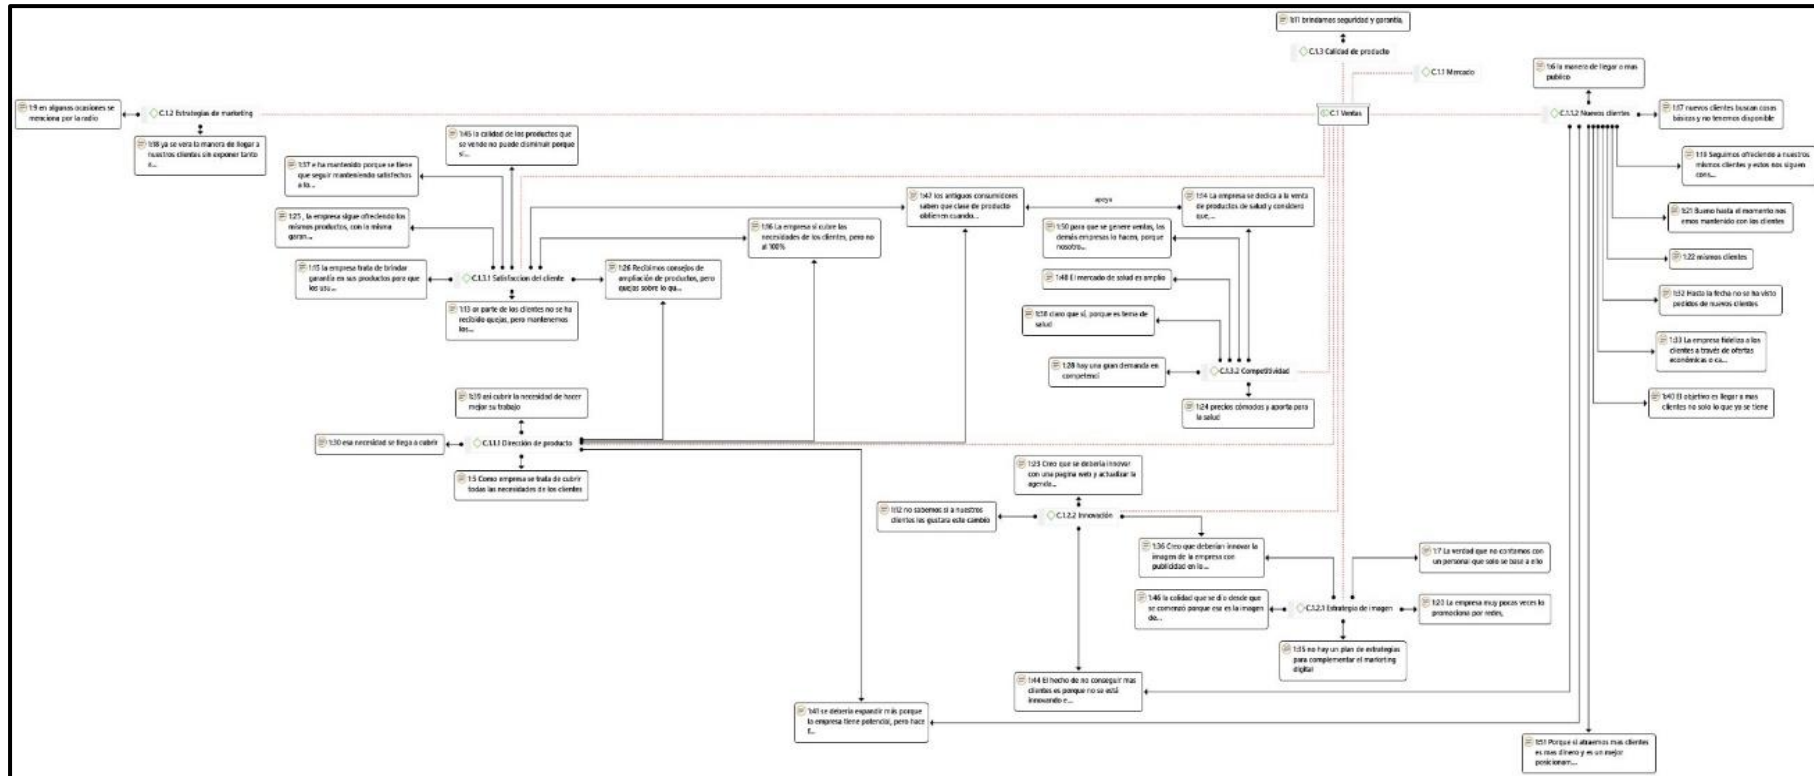 1:11 brindamos seguridad y garantía,
C.1.3 Calidad de producto
C.1.1 Mercado
1:6 la manera de llegar a mas
publico
1:9 en algunas ocasiones se
menciona por la radio
C.1.2 Estrategias de marketing
C.1 Ventas
C.1.1.2 Nuevos clientes
1:17 nuevos clientes buscan cosas
básicas y no tenemos disponible
1:18 ya se vera la manera de llegar a
nuestros clientes sin exponer tanto
1:45 la calidad de los productos que
se vende no puede disminuir porque
si...
1:37 e ha mantenido porque se tiene
que seguir manteniendo satisfechos
a lo...
Seguimos ofreciendo a nuestros
mismos clientes y estos nos siguen
cons...
1:47 los antiguos consumidores
saben que clase de producto
obtienen cuando...
apoya
1:14 La empresa se dedica a la venta
de productos de salud y considero
que,...
1:25 , la empresa sigue ofreciendo los
mismos productos, con la misma
garan...
1:16 La empresa si cubre las
necesidades de los clientes, pero no
al 100%
1:50 para que se genere ventas, las
demás empresas lo hacen, porque
nosotro...
1:21 Bueno hasta el momento nos
emos mantenido con los clientes
1:22 mismos clientes
1:15 la empresa trata de brindar
garantía en sus productos para que
los usu...
C.1.3.1 Satisfaccion del cliente
1:26 Recibimos consejos de
ampliación de productos, pero
quejas sobre lo qu...
1:48 El mercado de salud es amplio
1:32 Hasta la fecha no se ha visto
pedidos de nuevos clientes
1:13 or parte de los clientes no se ha
recibido quejas, pero mantenemos
los...
1:38 claro que sí, porque es tema de
salud
1:33 La empresa fideliza a los
clientes a través de ofertas
económicas o ca...
1:28 hay una gran demanda en
competenci
C.1.3.2 Competitividad
1:39 asi cubrir la necesidad de hacer
mejor su trabajo
1:24 precios cómodos y aporta para
la salud
1:40 El objetivo es llegar a mas
clientes no solo lo que ya se tiene
1:30 esa necesidad se llega a cubrir
C.1.1.1 Dirección de producto
1:5 Como empresa se trata de cubrir
todas las necesidades de los clientes
1:23 Creo que se debería innovar
con una pagina web y actualizar la
agenda...
1:12 no sabemos si a nuestros
clientes les gustara este cambio
C.1.2.2 Innovación
1:36 Creo que deberían innovar la
imagen de la empresa con
publicidad en lo...
1:7 La verdad que no contamos con
un personal que solo se base a ello
1:46 la calidad que se dio desde que
se comenzó porque esa es la imagen
de...
C.1.2.1 Estrategia de imagen
1:20 La empresa muy pocas veces lo
promociona por redes,
1:35 no hay un plan de estrategias
para complementar el marketing
digital
1:44 El hecho de no conseguir mas
clientes es porque no se está
innovando e...
1:41 se debería expandir más porque
la empresa tiene potencial, pero hace
f...
1:51 Porque si atraemos mas clientes
es mas dinero y es un mejor
posicionam...